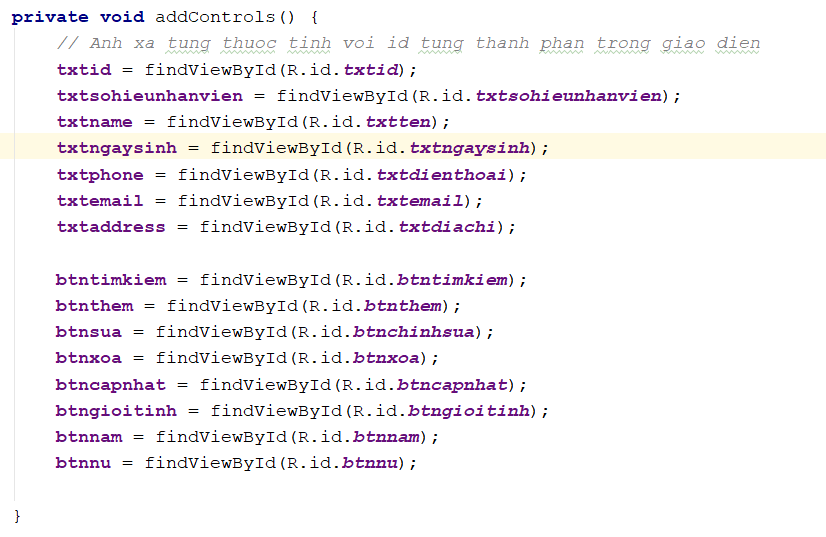 private void addControls() {
// Anh xa tung thuoc tinh voi id tung thanh phan trong giao dien
txtid = findViewById(R.id.txtid);
txtsohieunhanvien = findViewById(R.id.txtsohieunhanvien);
txtname = findViewById(R.id.txtten);
txtngaysinh = findViewById(R.id.txtngaysinh);
txtphone = findViewById(R.id.txtdienthoai);
txtemail = findViewById(R.id.txtemail);
txtaddress = findViewById(R.id.txtdiachi);
btntimkiem = findViewById(R.id.btntimkiem);
btnthem = findViewById(R.id.btnthem);
btnsua = findViewById(R.id.btnchinhsua);
btnxoa = findViewById(R.id.btnxoa);
btncapnhat = findViewById(R.id.btncapnhat);
btngioitinh = findViewById(R.id.btngioitinh);
btnnam = findViewById(R.id.btnnam);
btnnu = findViewById(R.id.btnnu);
}